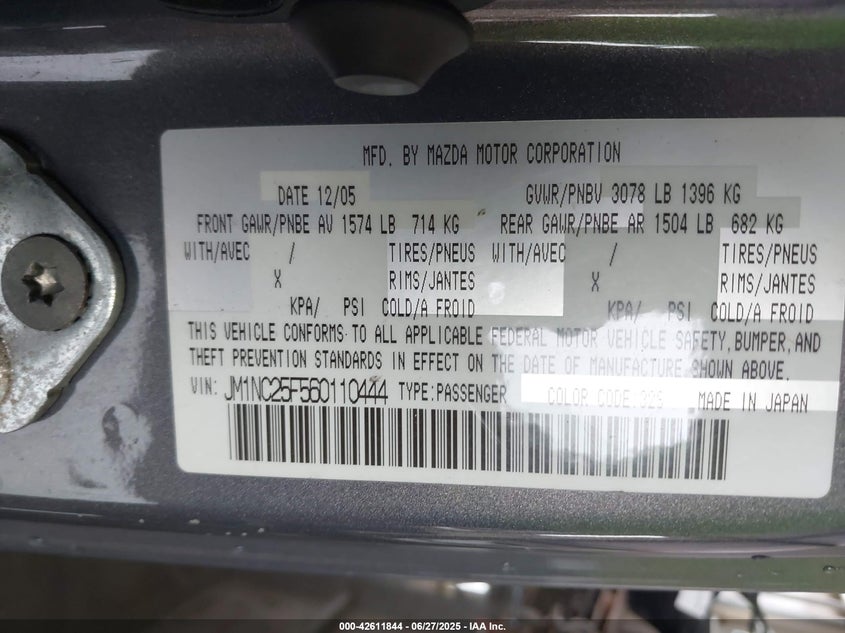 MFD. BY MAZDA MOTOR CORPORATION
DATE 12/05 GVWR/PNBV 3078 LB 1396 KG
FRONT GAWR/PNBE AV 1574 LB 714 KG REAR GAWR/PNBE AR 1504 LB 682 KG
WITH/AVEC / TIRES/PNEUS WITH/AVEC / TIRES/PNEUS
X RIMS/JANTES X RIMS/JANTES
KPA/ PSI COLD/A FROID KPA/ PSI COLD/A FROID
THIS VEHICLE CONFORMS TO ALL APPLICABLE FEDERAL MOTOR VEHICLE SAFETY, BUMPER, AND
THEFT PREVENTION STANDARDS IN EFFECT ON THE DATE OF MANUFACTURE SHOWN ABOVE.
VIN: JM1NC25F560110444 TYPE:PASSENGER COLOR CODE: MADE IN JAPAN
000-42611844 / 06/27/2025 / IAA Inc.